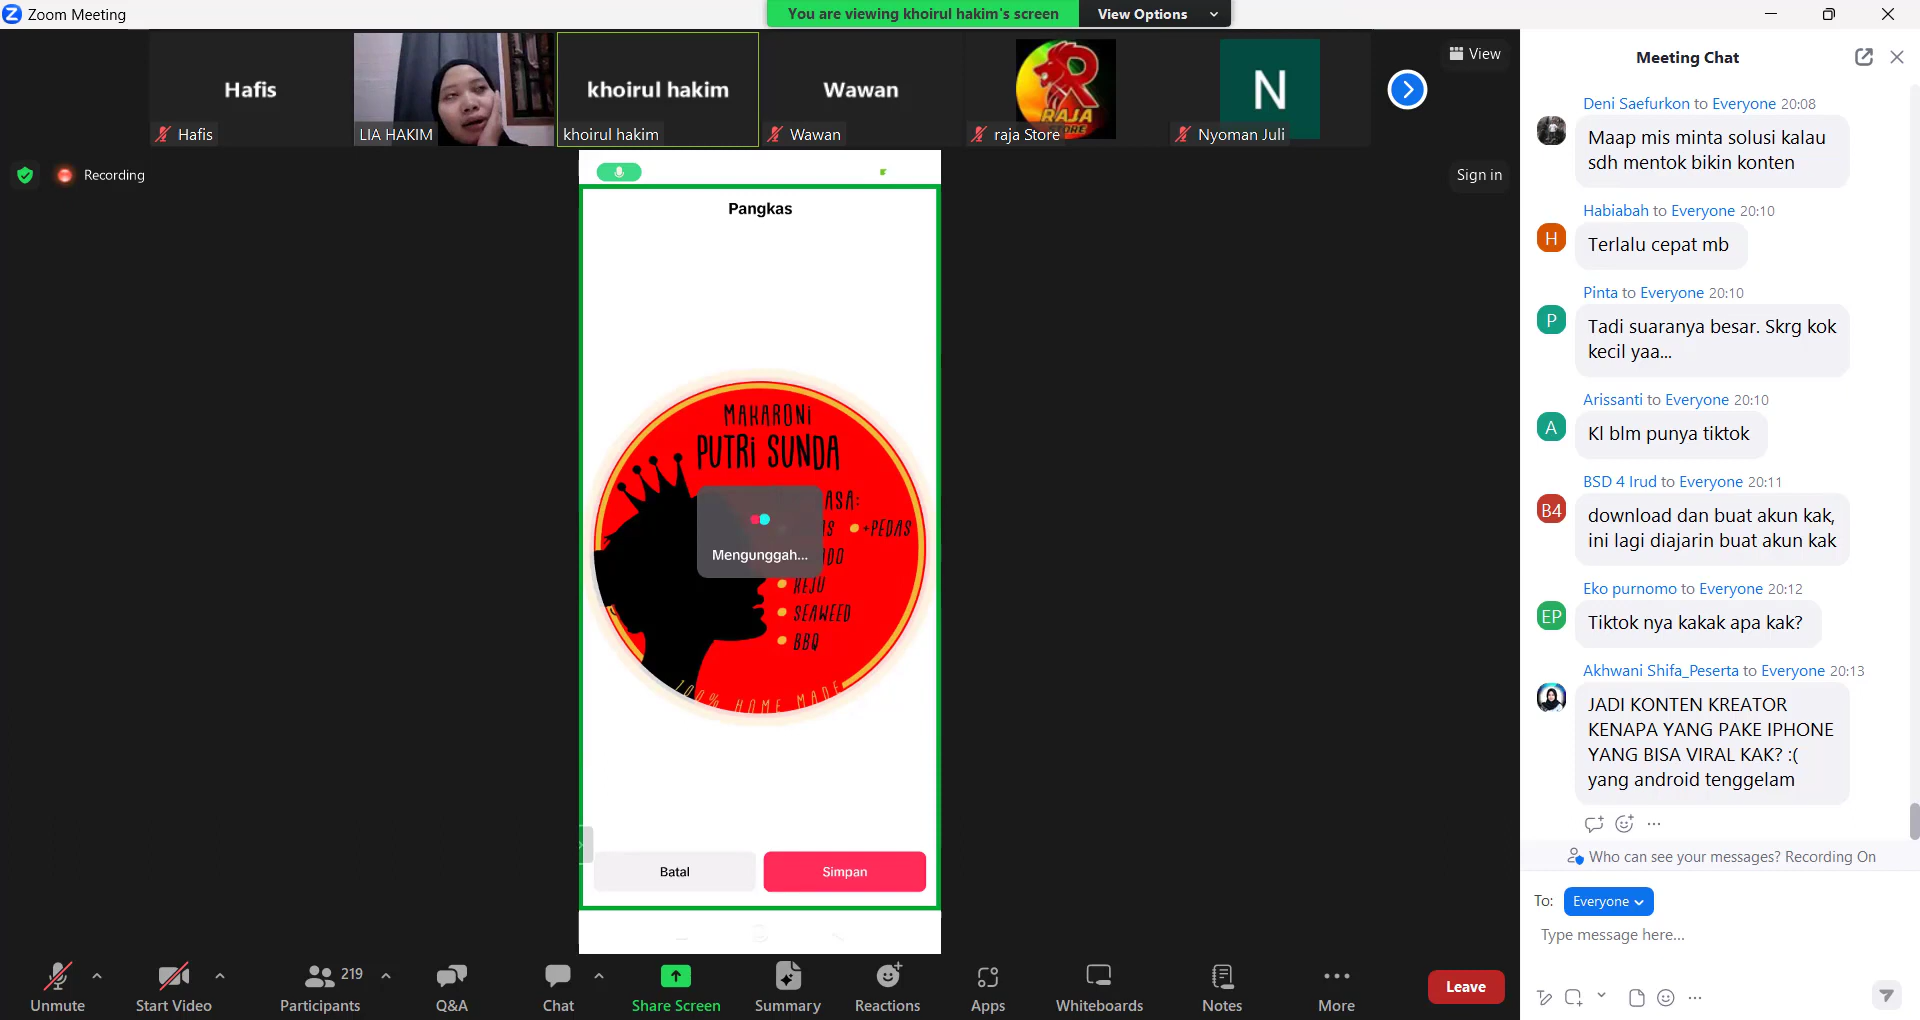 Zoom Meeting
You are viewing khoirul hakim's screen
View Options
Hafis
Hafis
LIA HAKIM
khoirul hakim
khoirul hakim
Wawan
Wawan
R
RAJA
raja Store
N
Nyoman Juli
View
Recording
Sign in
Pangkas
MAKARONI
PUTRI SUNDA
ASA:
+PEDAS
Mengunggah...
KEJU
SEAWEED
BBQ
100% HOME MADE
Batal
Simpan
Meeting Chat
Deni Saefurkon to Everyone 20:08
Maap mis minta solusi kalau
sdh mentok bikin konten
Habiabah to Everyone 20:10
H
Terlalu cepat mb
Pinta to Everyone 20:10
P
Tadi suaranya besar. Skrg kok
kecil yaa...
Arissanti to Everyone 20:10
A
Kl blm punya tiktok
BSD 4 Irud to Everyone 20:11
B4
download dan buat akun kak,
ini lagi diajarin buat akun kak
Eko purnomo to Everyone 20:12
EP
Tiktok nya kakak apa kak?
Akhwani Shifa_Peserta to Everyone 20:13
JADI KONTEN KREATOR
KENAPA YANG PAKE IPHONE
YANG BISA VIRAL KAK? :(
yang android tenggelam
Who can see your messages? Recording On
To: Everyone
Type message here...
Unmute
Start Video
219
Participants
Q&A
Chat
Share Screen
Summary
Reactions
Apps
Whiteboards
Notes
More
Leave